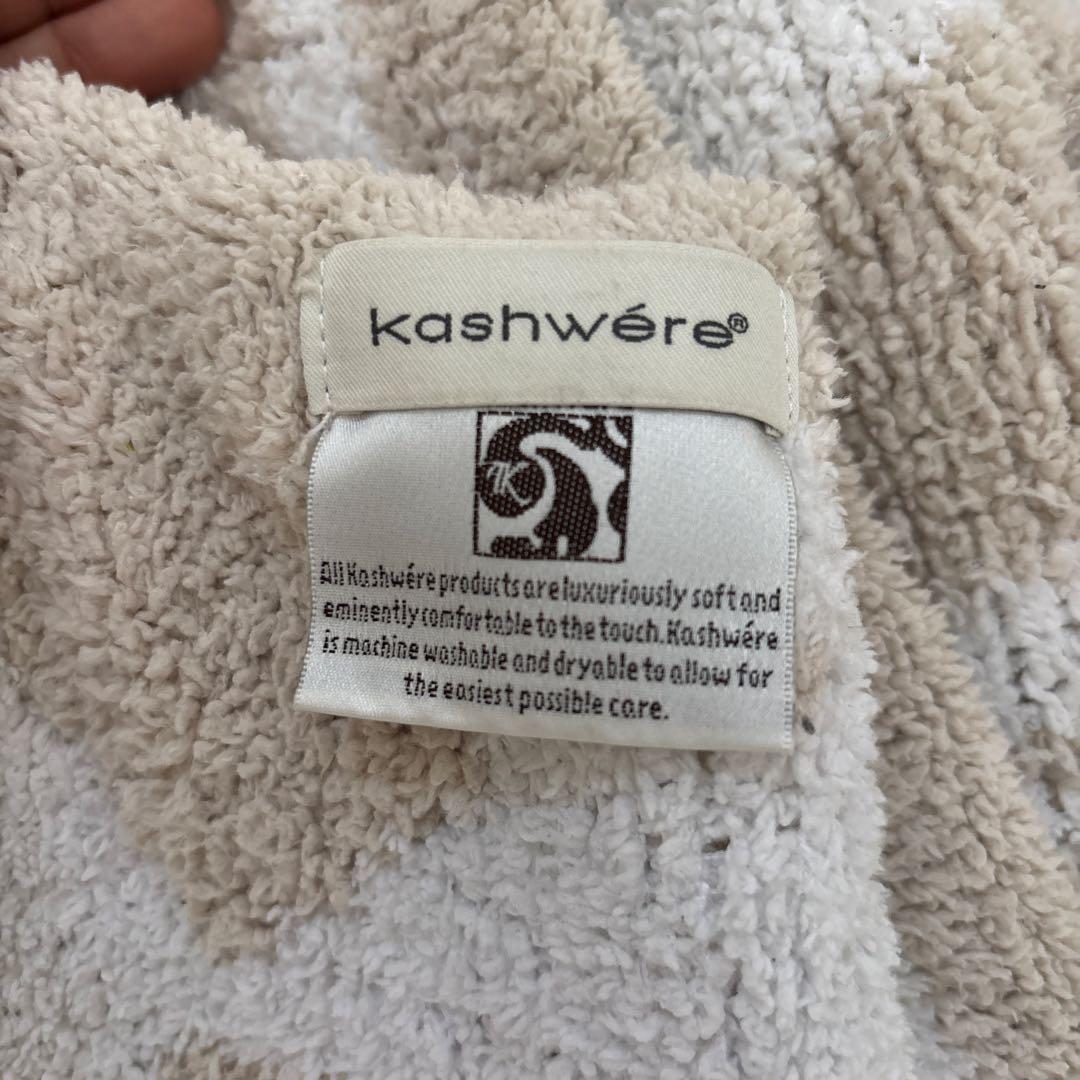 kashwére®
AK
All Kashwére products are luxuriously soft and
eminently comfortable to the touch. Kashwére
is machine washable and dryable to allow for
the easiest possible care.